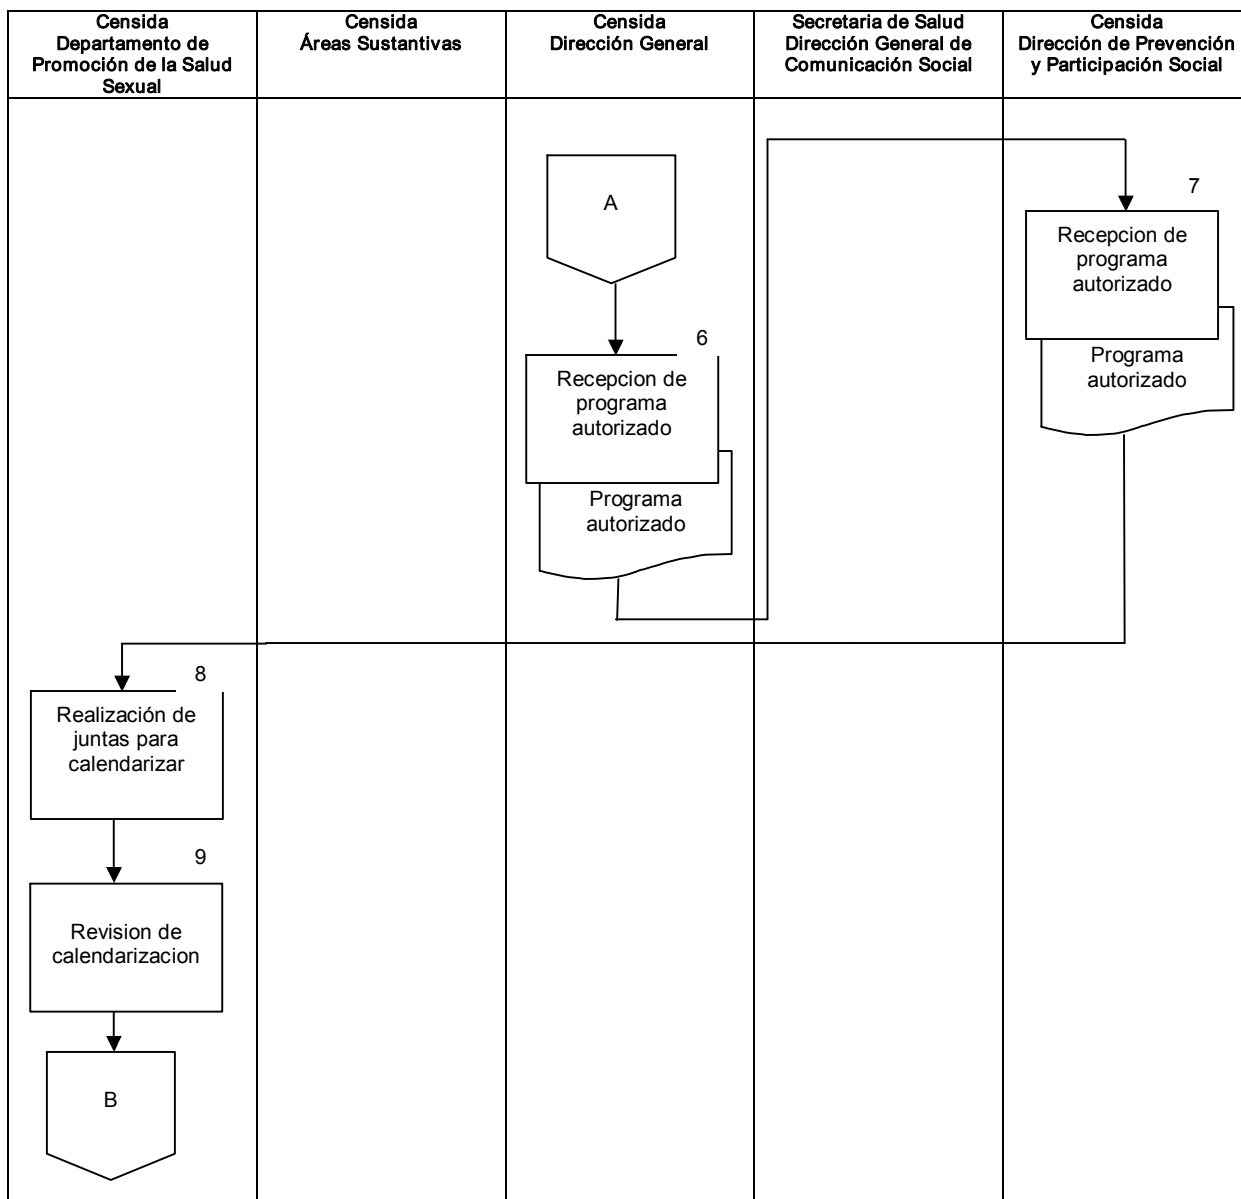 Censida
Departamento de
Promoción de la Salud
Sexual
Censida
Áreas Sustantivas
Censida
Dirección General
Secretaria de Salud
Dirección General de
Comunicación Social
Censida
Dirección de Prevención
y Participación Social
A
6
Recepcion de
programa
autorizado
Programa
autorizado
7
Recepcion de
programa
autorizado
Programa
autorizado
8
Realización de
juntas para
calendarizar
9
Revision de
calendarizacion
B